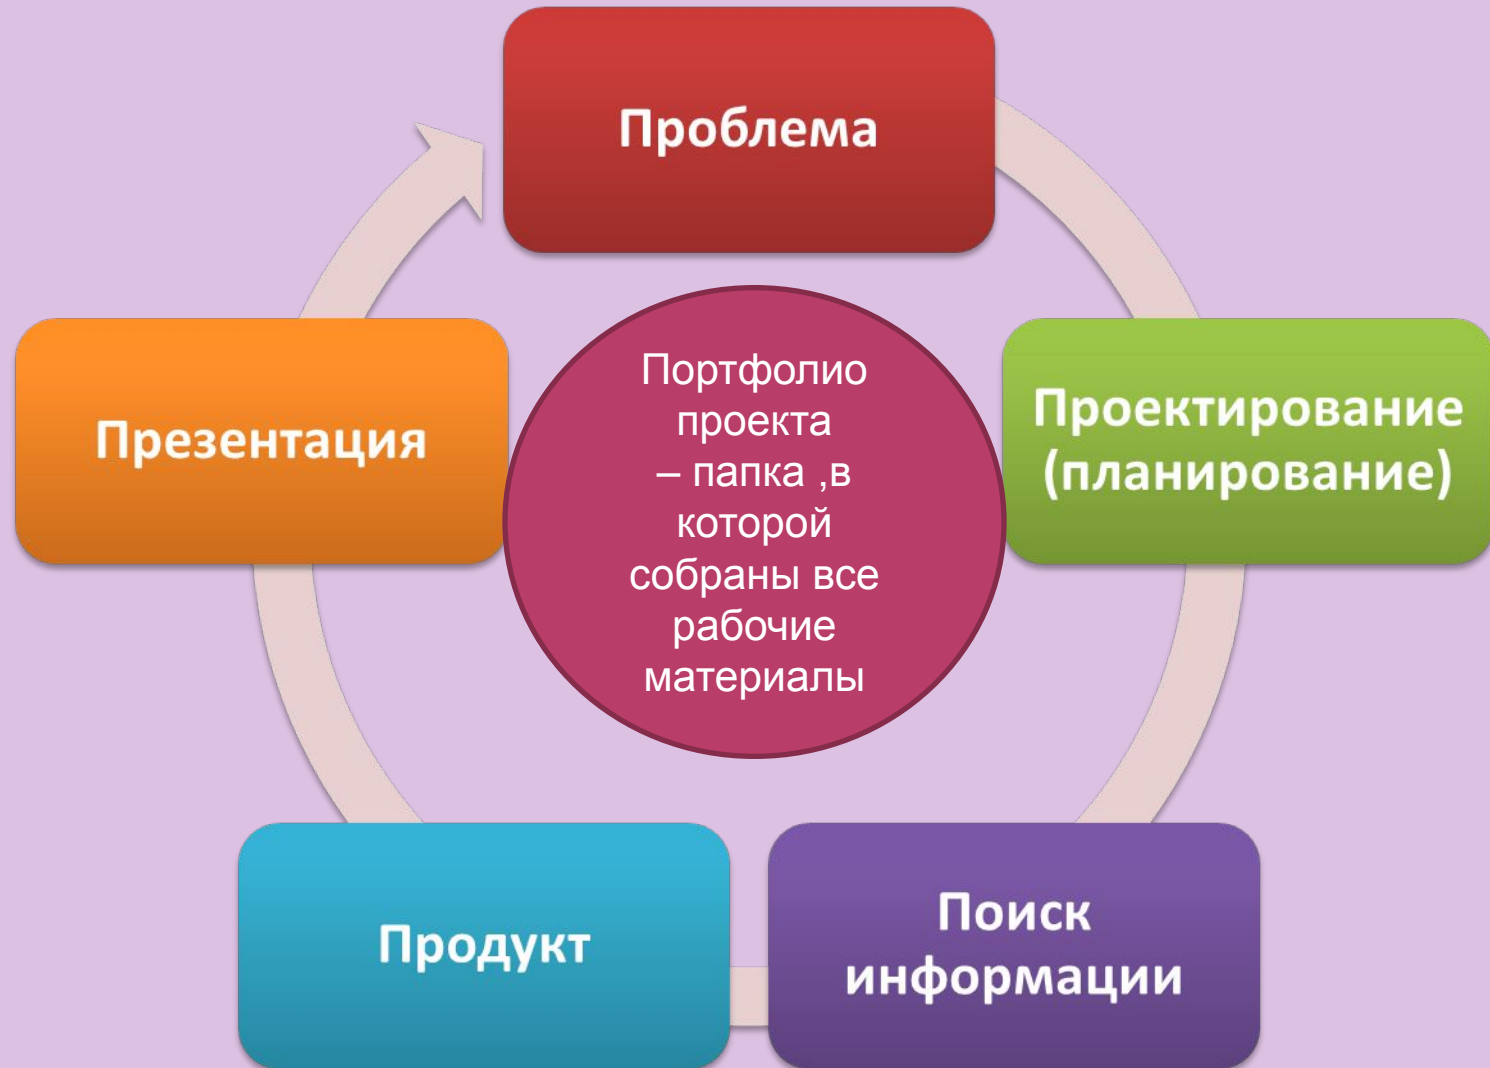 Проблема
Проектирование
(планирование)
Поиск
информации
Продукт
Презентация
Портфолио
проекта
– папка ,в
которой
собраны все
рабочие
материалы